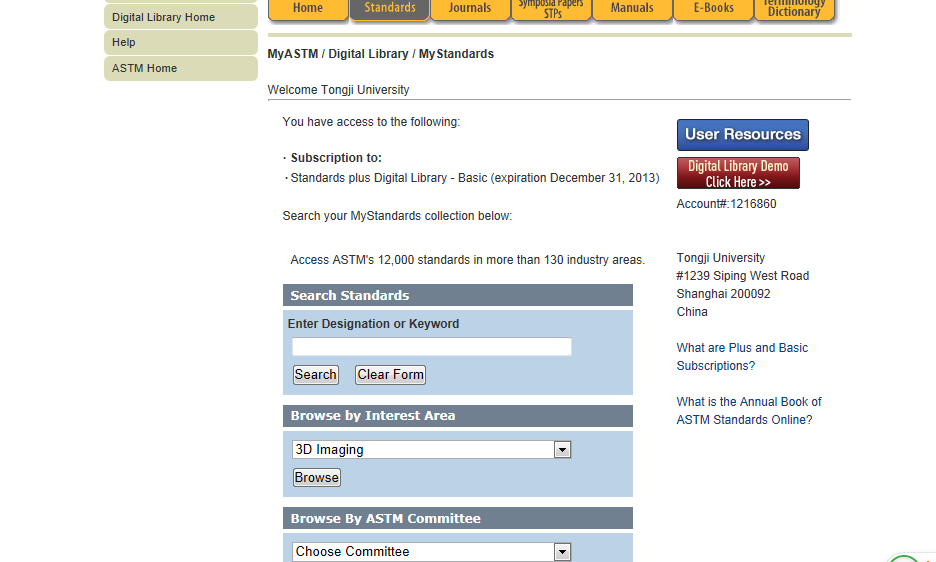 Home
Standards
Journals
Symposia Papers
STPs
Manuals
E-Books
Terminology
Dictionary
Digital Library Home
Help
ASTM Home
MyASTM / Digital Library / MyStandards
Welcome Tongji University
You have access to the following:
· Subscription to:
· Standards plus Digital Library - Basic (expiration December 31, 2013)
Search your MyStandards collection below:
Access ASTM's 12,000 standards in more than 130 industry areas.
Search Standards
Enter Designation or Keyword
Search Clear Form
Browse by Interest Area
3D Imaging
Browse
Browse By ASTM Committee
Choose Committee
User Resources
Digital Library Demo
Click Here >>
Account#:1216860
Tongji University
#1239 Siping West Road
Shanghai 200092
China
What are Plus and Basic
Subscriptions?
What is the Annual Book of
ASTM Standards Online?